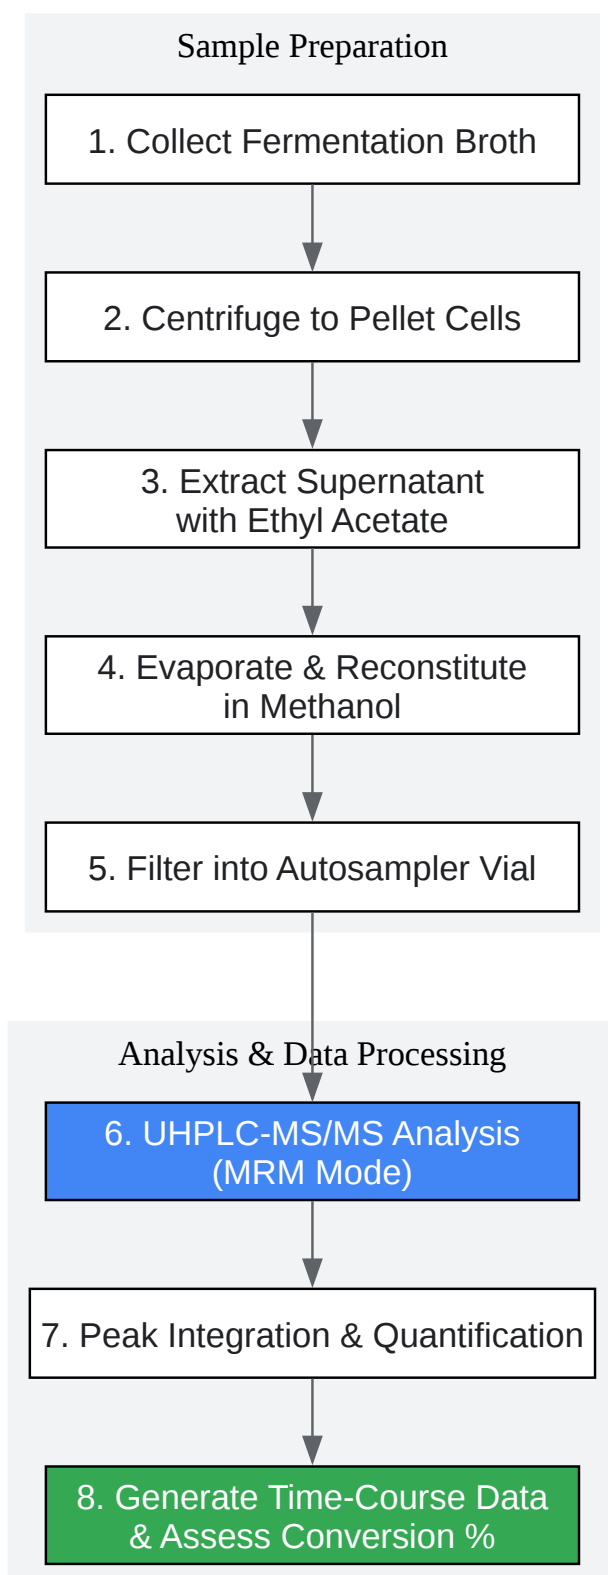 Sample Preparation
1. Collect Fermentation Broth
2. Centrifuge to Pellet Cells
3. Extract Supernatant
with Ethyl Acetate
4. Evaporate & Reconstitute
in Methanol
5. Filter into Autosampler Vial
Analysis & Data Processing
6. UHPLC-MS/MS Analysis
(MRM Mode)
7. Peak Integration & Quantification
8. Generate Time-Course Data
& Assess Conversion %